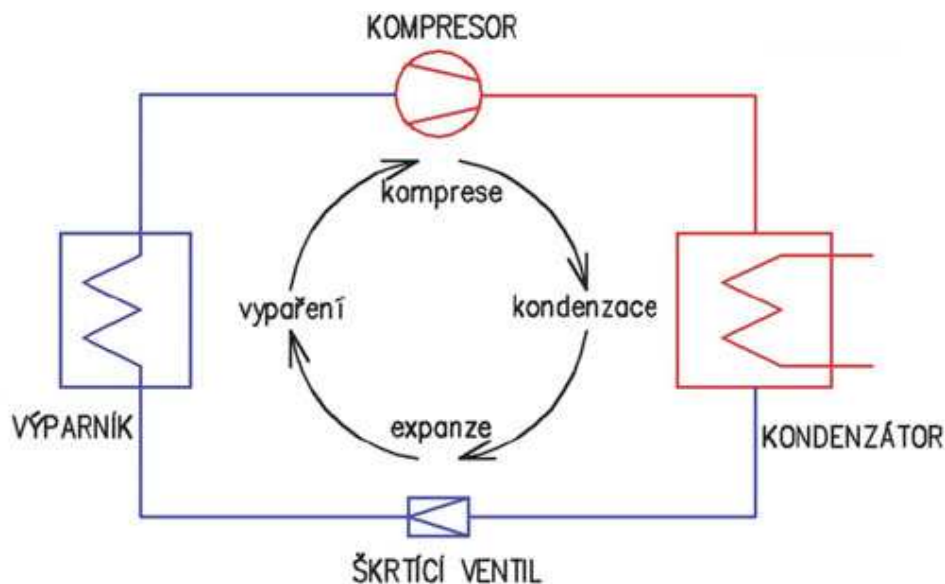 KOMPRESOR
komprese
vypaření
kondenzace
expanze
VÝPARNÍK
KONDENZÁTOR
ŠKRTÍCÍ VENTIL